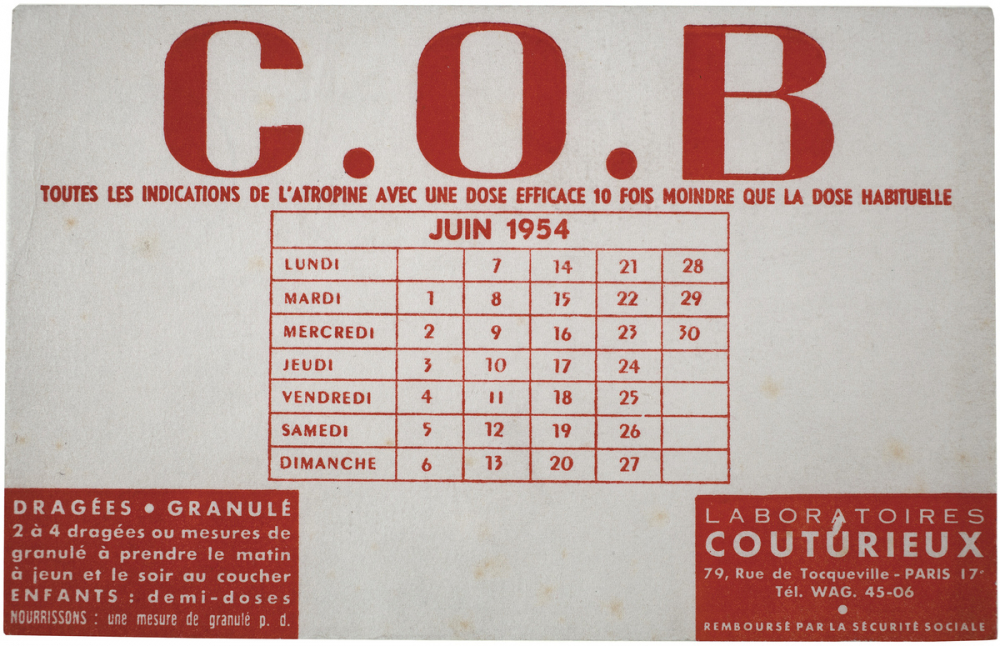 C.O.B
TOUTES LES INDICATIONS DE L'ATROPINE AVEC UNE DOSE EFFICACE 10 FOIS MOINDRE QUE LA DOSE HABITUELLE
JUIN 1954
LUNDI 7 14 21 28
MARDI 1 8 15 22 29
MERCREDI 2 9 16 23 30
JEUDI 3 10 17 24
VENDREDI 4 11 18 25
SAMEDI 5 12 19 26
DIMANCHE 6 13 20 27
DRAGÉES • GRANULÉ
2 à 4 dragées ou mesures de
granulé à prendre le matin
à jeun et le soir au coucher
ENFANTS : demi-doses
NOURRISSONS : une mesure de granulé p. d.
LABORATOIRES
COUTURIEUX
79, Rue de Tocqueville - PARIS 17e
Tél. WAG. 45-06
•
REMBOURSÉ PAR LA SÉCURITÉ SOCIALE